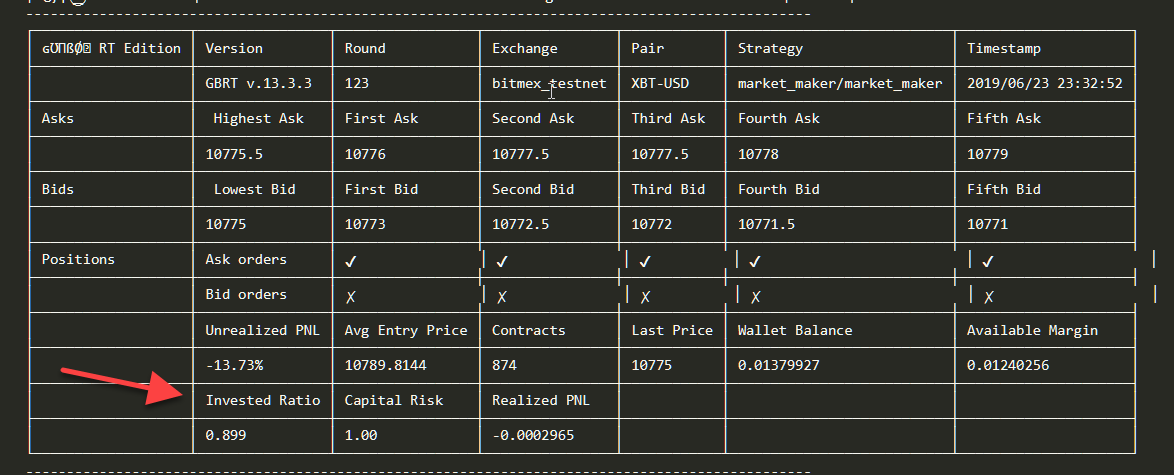 RT Edition Version Round Exchange Pair Strategy Timestamp
GBRT v.13.3.3 123 bitmex_testnet XBT-USD market_maker/market_maker 2019/06/23 23:32:52
Asks Highest Ask First Ask Second Ask Third Ask Fourth Ask Fifth Ask
10775.5 10776 10777.5 10777.5 10778 10779
Bids Lowest Bid First Bid Second Bid Third Bid Fourth Bid Fifth Bid
10775 10773 10772.5 10772 10771.5 10771
Positions Ask orders ✓ ✓ ✓ ✓ ✓
Bid orders ✗ ✗ ✗ ✗ ✗
Unrealized PNL Avg Entry Price Contracts Last Price Wallet Balance Available Margin
-13.73% 10789.8144 874 10775 0.01379927 0.01240256
Invested Ratio Capital Risk Realized PNL
0.899 1.00 -0.0002965